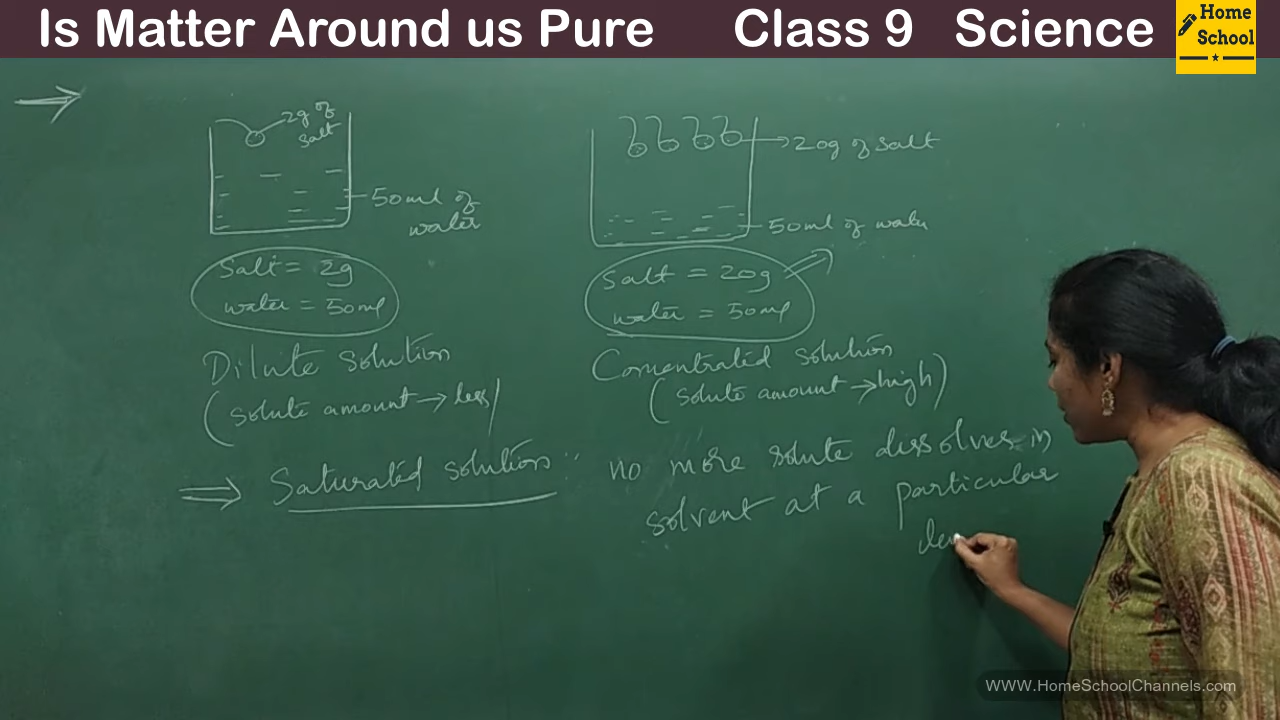 Is Matter Around us Pure Class 9 Science
Home School
2g of salt
50ml of water
Salt = 2g
water = 50ml
Dilute solution
(solute amount → less)
20g of salt
50ml of water
Salt = 20g
water = 50ml
Concentrated solution
(solute amount → high)
⇒ Saturated solution :
no more solute dissolves in
solvent at a particular
WWW.HomeSchoolChannels.com